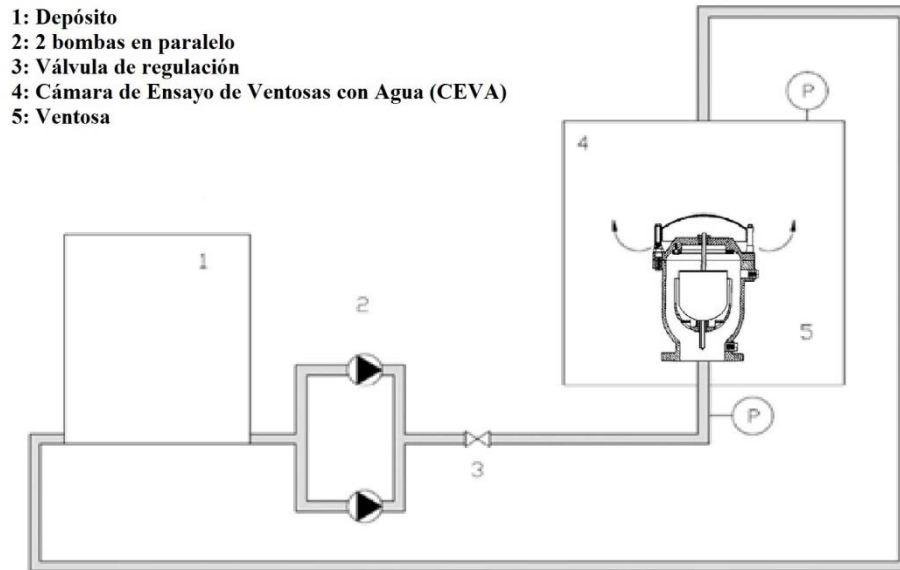 1: Depósito
2: 2 bombas en paralelo
3: Válvula de regulación
4: Cámara de Ensayo de Ventosas con Agua (CEVA)
5: Ventosa
P
4
1
2
5
P
3